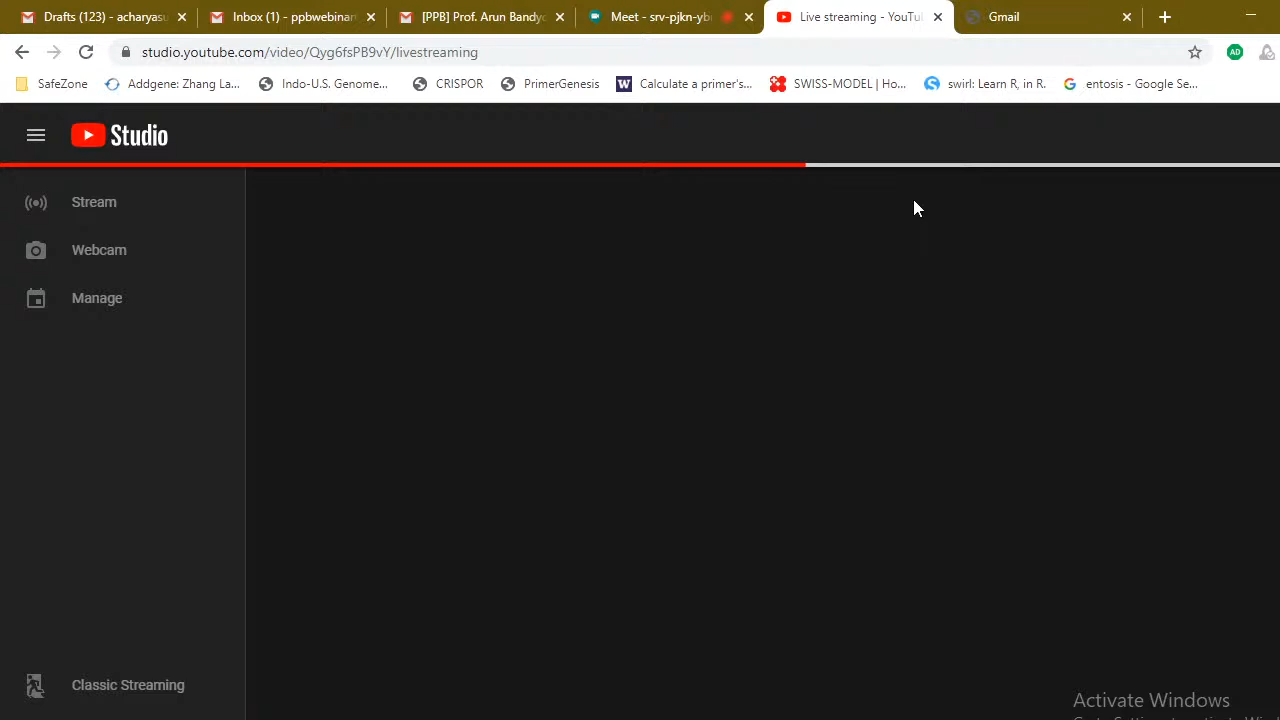 Drafts (123) - acharyasu
Inbox (1) - ppbwebinar
[PPB] Prof. Arun Bandyo
Meet - srv-pjkn-yb
Live streaming - YouTu
Gmail
studio.youtube.com/video/Qyg6fsPB9vY/livestreaming
AD
SafeZone
Addgene: Zhang La...
Indo-U.S. Genome...
CRISPOR
PrimerGenesis
W
Calculate a primer's...
SWISS-MODEL | Ho...
swirl: Learn R, in R.
entosis - Google Se...
Studio
Stream
Webcam
Manage
Classic Streaming
Activate Windows